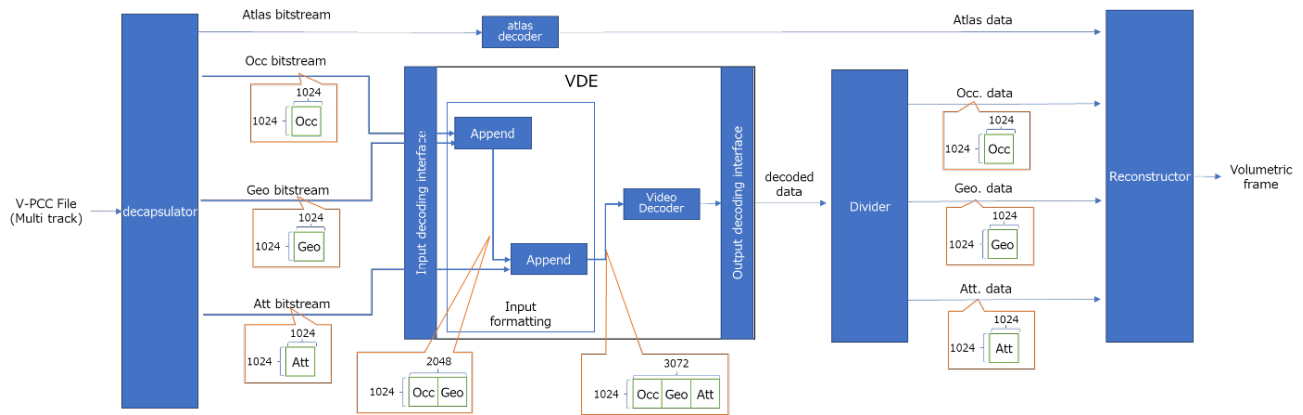 Atlas bitstream
atlas
decoder
Atlas data
Occ bitstream
1024
1024
Occ
VDE
Input decoding interface
Append
Geo bitstream
1024
1024
Geo
V-PCC File
(Multi track)
decapsulator
Append
Input
formatting
Video
Decoder
Output decoding interface
decoded
data
Divider
Occ. data
1024
1024
Occ
Geo. data
1024
1024
Geo
Reconstructor
Volumetric
frame
Att bitstream
1024
1024
Att
2048
1024
Occ Geo
3072
1024
Occ Geo Att
Att. data
1024
1024
Att